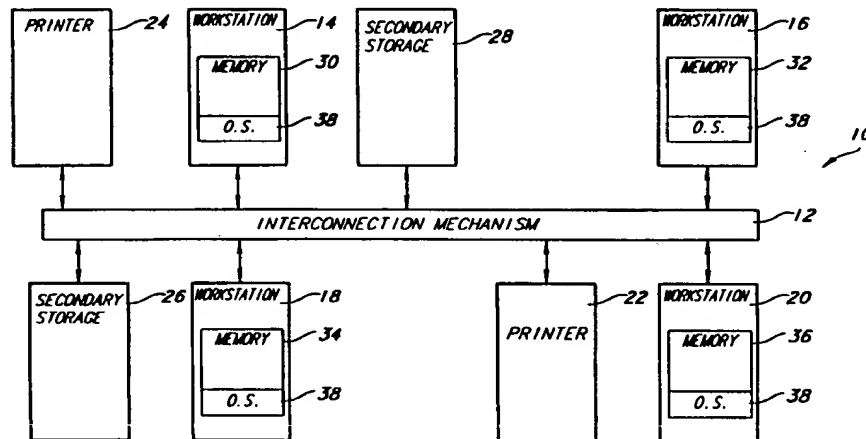 PRINTER 24
WORKSTATION 14
MEMORY 30
O.S. 38
SECONDARY
STORAGE 28
WORKSTATION 16
MEMORY 32
O.S. 38
10
INTERCONNECTION MECHANISM 12
SECONDARY
STORAGE 26
WORKSTATION 18
MEMORY 34
O.S. 38
PRINTER 22
WORKSTATION 20
MEMORY 36
O.S. 38